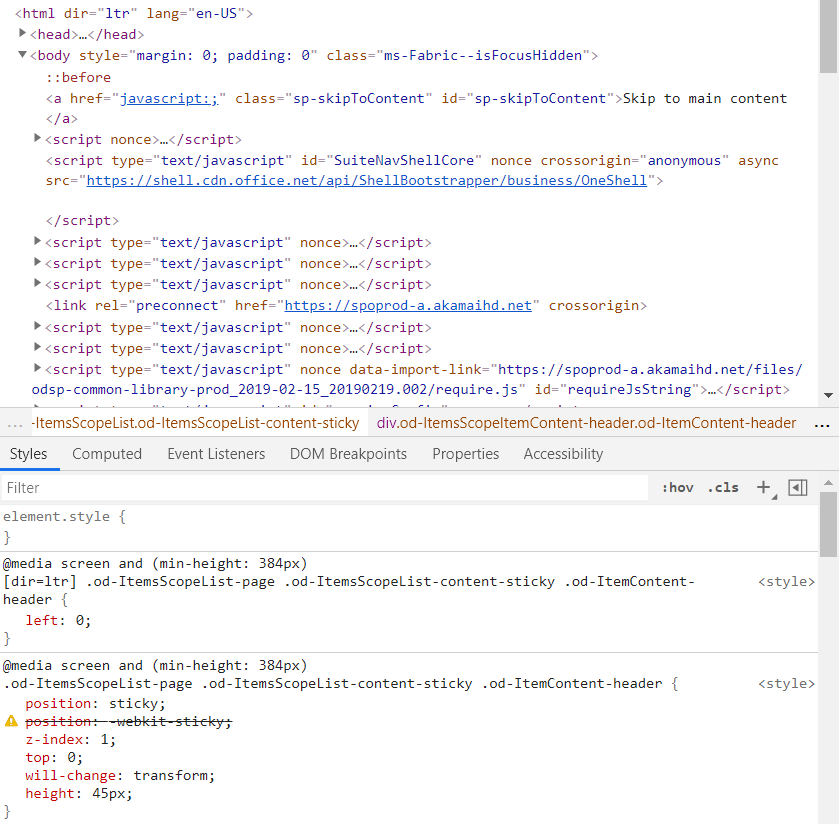 <html dir="ltr" lang="en-US">
<head>…</head>
<body style="margin: 0; padding: 0" class="ms-Fabric--isFocusHidden">
::before
<a href="javascript:;" class="sp-skipToContent" id="sp-skipToContent">Skip to main content
</a>
<script nonce>…</script>
<script type="text/javascript" id="SuiteNavShellCore" nonce crossorigin="anonymous" async
src="https://shell.cdn.office.net/api/ShellBootstrapper/business/OneShell">
</script>
<script type="text/javascript" nonce>…</script>
<script type="text/javascript" nonce>…</script>
<script type="text/javascript" nonce>…</script>
<link rel="preconnect" href="https://spoprod-a.akamaihd.net" crossorigin>
<script type="text/javascript" nonce>…</script>
<script type="text/javascript" nonce>…</script>
<script type="text/javascript" nonce data-import-link="https://spoprod-a.akamaihd.net/files/
odsp-common-library-prod_2019-02-15_20190219.002/require.js" id="requireJsString">…</script>
... -ItemsScopeList.od-ItemsScopeList-content-sticky div.od-ItemsScopeItemContent-header.od-ItemContent-header ...
Styles Computed Event Listeners DOM Breakpoints Properties Accessibility
Filter :hov .cls +
element.style {
}
@media screen and (min-height: 384px)
[dir=ltr] .od-ItemsScopeList-page .od-ItemsScopeList-content-sticky .od-ItemContent- <style>
header {
left: 0;
}
@media screen and (min-height: 384px)
.od-ItemsScopeList-page .od-ItemsScopeList-content-sticky .od-ItemContent-header { <style>
position: sticky;
position: -webkit-sticky;
z-index: 1;
top: 0;
will-change: transform;
height: 45px;
}